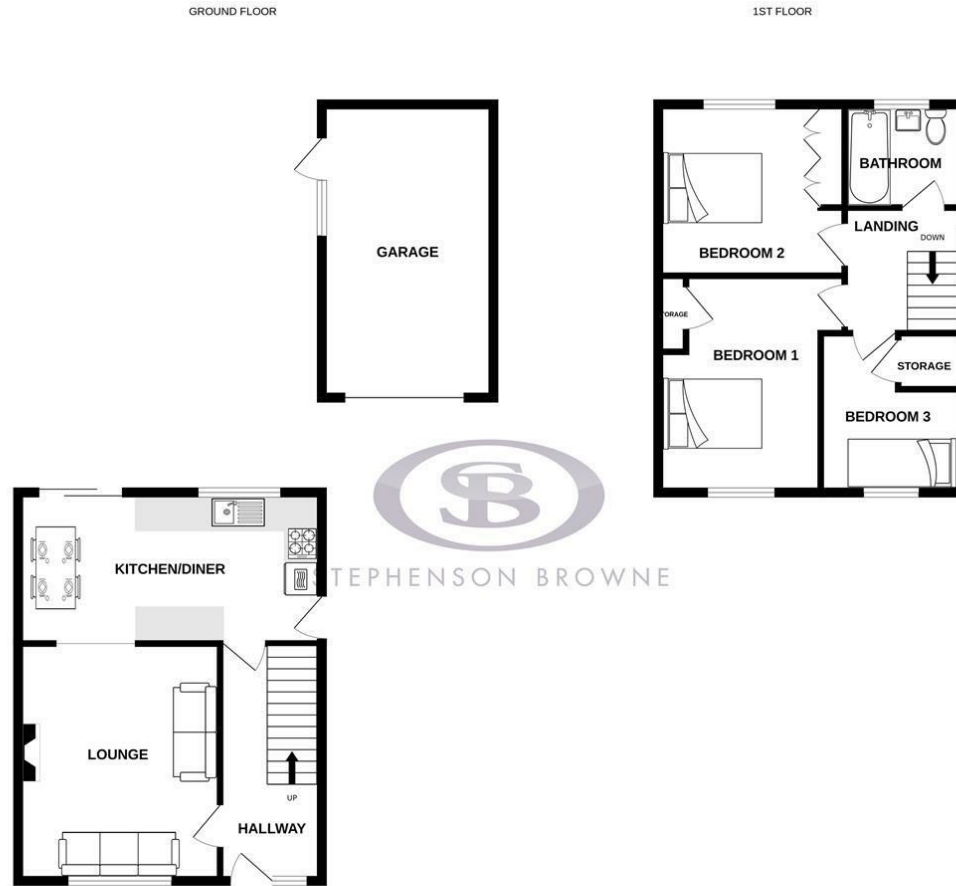 GROUND FLOOR
1ST FLOOR
GARAGE
BATHROOM
LANDING
DOWN
BEDROOM 2
BEDROOM 1
STORAGE
BEDROOM 3
SB
STEPHENSON BROWNE
KITCHEN/DINER
LOUNGE
UP
HALLWAY